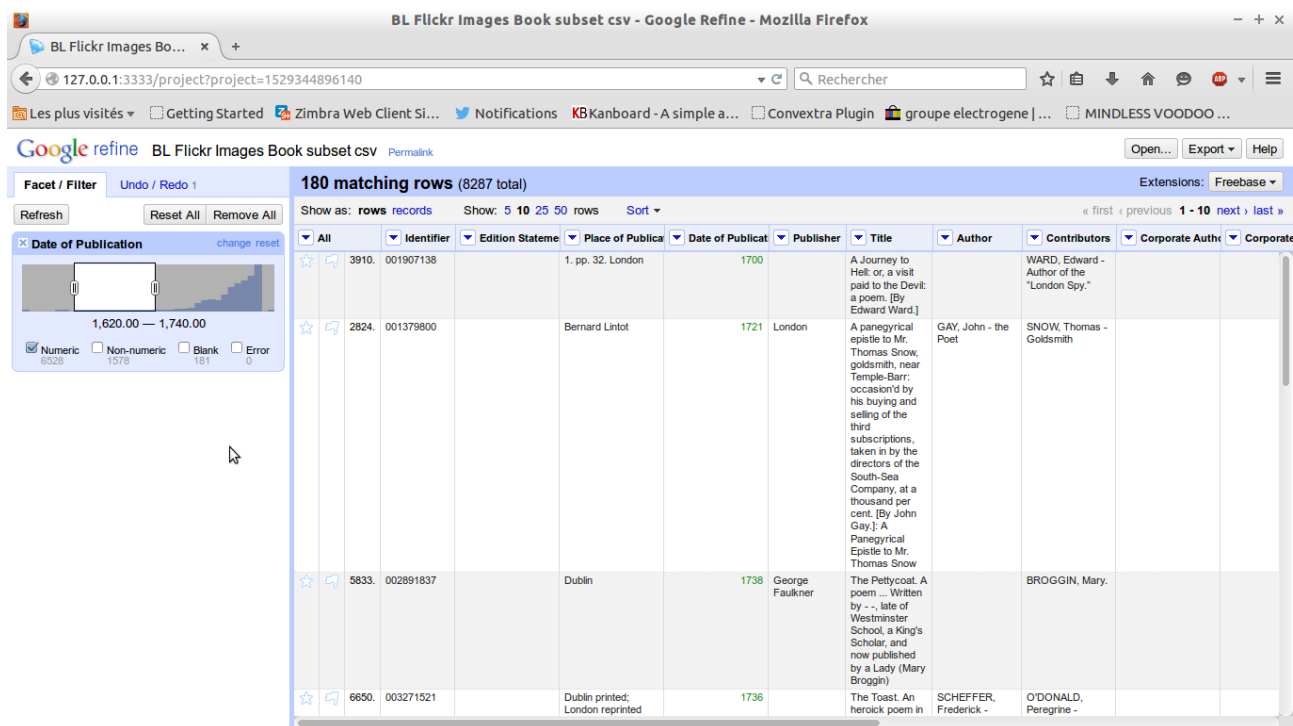 BL Flickr Images Book subset csv - Google Refine - Mozilla Firefox
BL Flickr Images Bo... × +
127.0.0.1:3333/project?project=1529344896140 Rechercher
Les plus visités Getting Started Zimbra Web Client Si... Notifications KB Kanboard - A simple a... Convextra Plugin groupe electrogene | ... MINDLESS VOODOO ...
Google refine BL Flickr Images Book subset csv Permalink Open... Export Help
Facet / Filter Undo / Redo 1
Refresh Reset All Remove All
× Date of Publication change reset
1,620.00 — 1,740.00
Numeric Non-numeric Blank Error
6528 1578 181 0
180 matching rows (8287 total) Extensions: Freebase
Show as: rows records Show: 5 10 25 50 rows Sort « first ‹ previous 1 - 10 next › last »
All Identifier Edition Stateme Place of Publica Date of Publicat Publisher Title Author Contributors Corporate Autho Corporate
3910. 001907138 1. pp. 32. London 1700
A Journey to
Hell: or, a visit
paid to the Devil:
a poem. [By
Edward Ward.]
WARD, Edward -
Author of the
"London Spy."
2824. 001379800 Bernard Lintot 1721 London
A panegyrical
epistle to Mr.
Thomas Snow,
goldsmith, near
Temple-Barr:
occasion'd by
his buying and
selling of the
third
subscriptions,
taken in by the
directors of the
South-Sea
Company, at a
thousand per
cent. [By John
Gay.]: A
Panegyrical
Epistle to Mr.
Thomas Snow
GAY, John - the
Poet
SNOW, Thomas -
Goldsmith
5833. 002891837 Dublin 1738
George
Faulkner
The Pettycoat. A
poem ... Written
by - -, late of
Westminster
School, a King's
Scholar, and
now published
by a Lady (Mary
Broggin)
BROGGIN, Mary.
6650. 003271521
Dublin printed;
London reprinted
1736
The Toast. An
heroick poem in
SCHEFFER,
Frederick -
O'DONALD,
Peregrine -